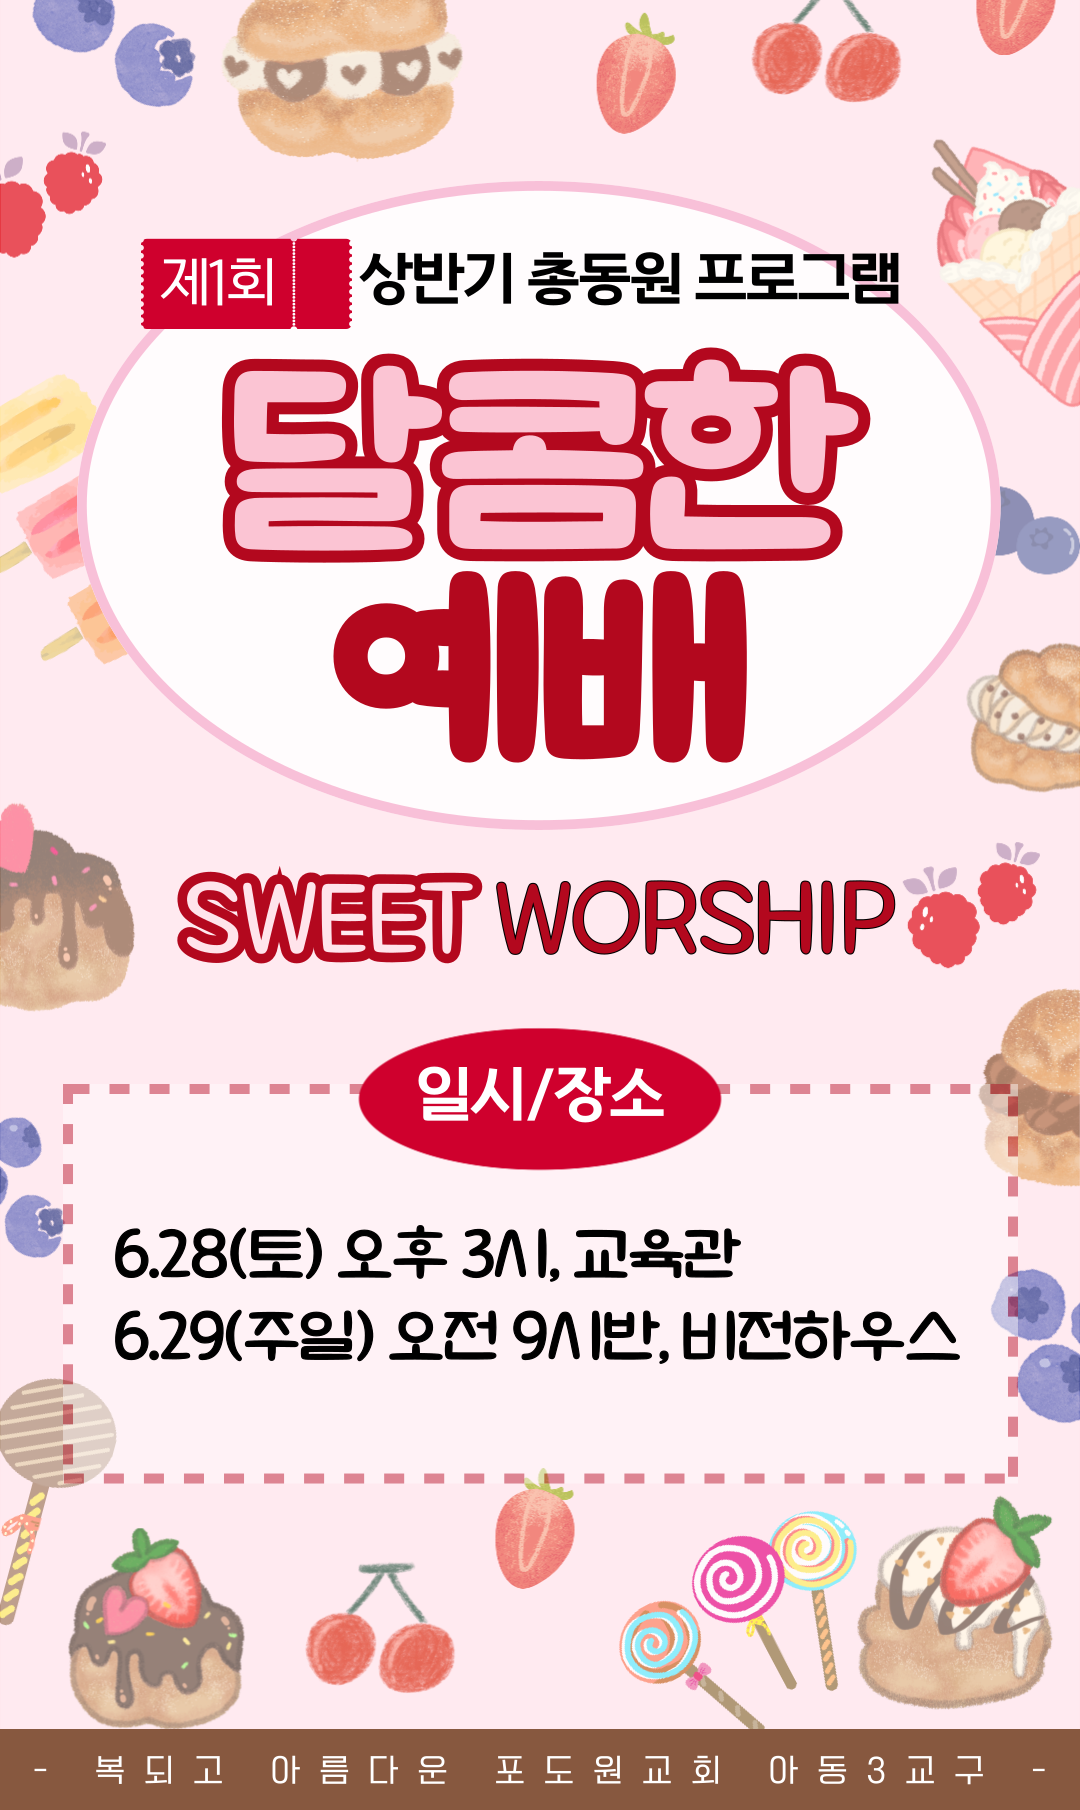 제1회 상반기 총동원 프로그램
달콤한
예배
SWEET WORSHIP
일시/장소
6.28(토) 오후 3시, 교육관
6.29(주일) 오전 9시반, 비전하우스
- 복되고 아름다운 포도원교회 아동3교구 -